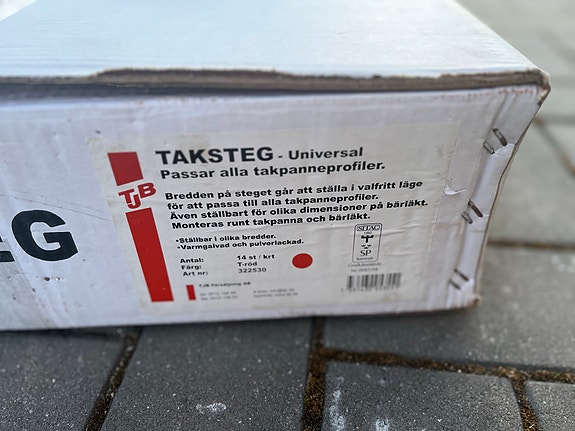 EG
TJB
TAKSTEG - Universal
Passar alla takpanneprofiler.
Bredden på steget går att ställa i valfritt läge
för att passa till alla takpanneprofiler.
Även ställbart för olika dimensioner på bärläkt.
Monteras runt takpanna och bärläkt.
-Ställbar i olika bredder.
-Varmgalvad och pulverlackad.
Antal: 14 st / krt
Färg: T-röd
Art nr: 322530
SITAC
SP
TJB Försäljning AB